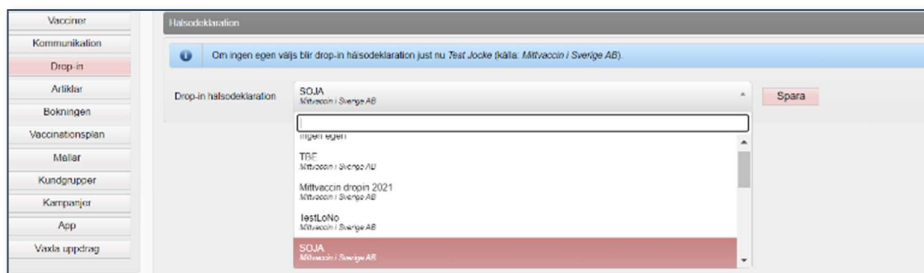 Vacciner
Kommunikation
Drop-in
Artiklar
Bokningen
Vaccinationsplan
Mallar
Kundgrupper
Kampanjer
App
Växla uppdrag
Hälsodeklaration
Om ingen egen väljs blir drop-in hälsodeklaration just nu Test Jocke (källa: Mittvaccin i Sverige AB).
Drop-in hälsodeklaration
SOJA
Mittvaccin i Sverige AB
Spara
Ingen egen
TBE
Mittvaccin i Sverige AB
Mittvaccin dropin 2021
Mittvaccin i Sverige AB
TestLoNo
Mittvaccin i Sverige AB
SOJA
Mittvaccin i Sverige AB